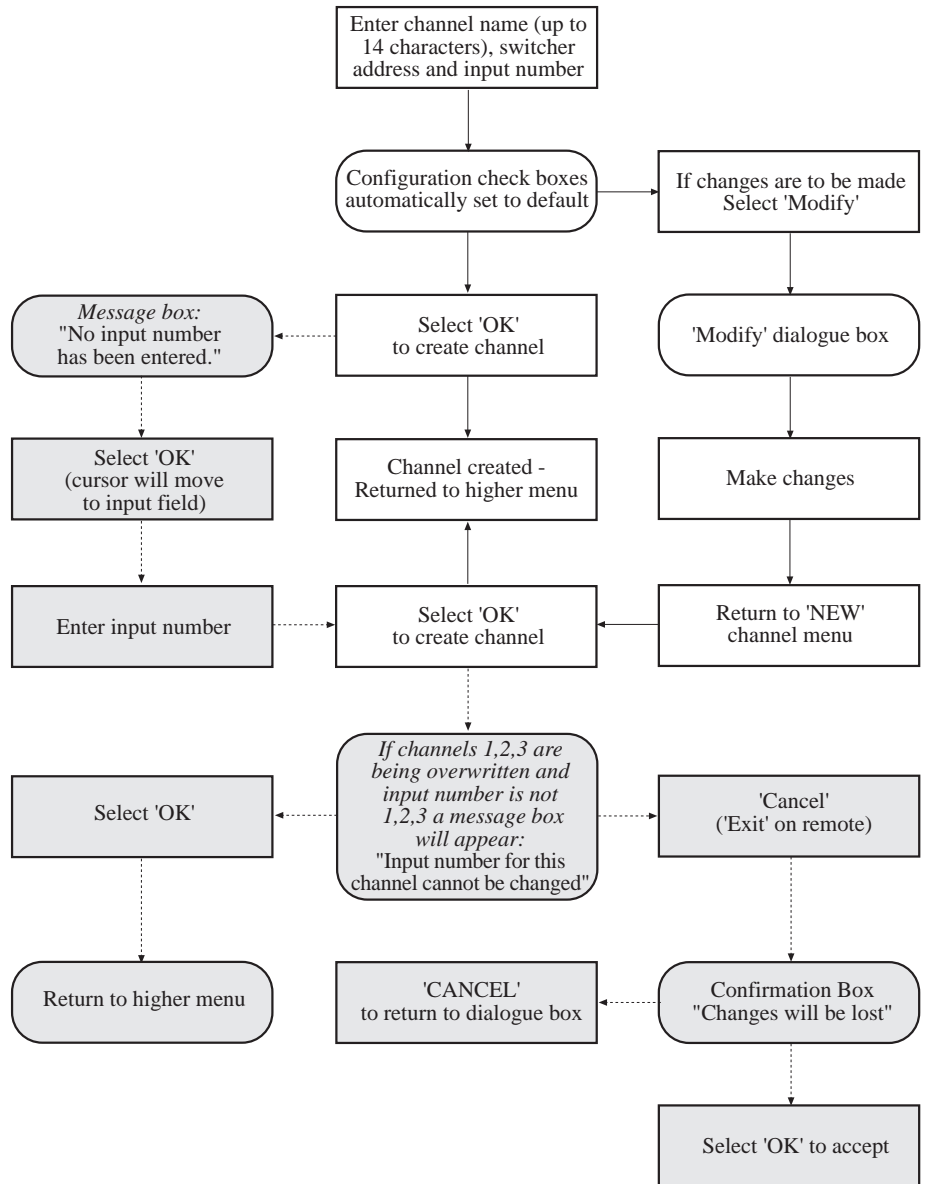 Enter channel name (up to
14 characters), switcher
address and input number
Configuration check boxes
automatically set to default
If changes are to be made
Select 'Modify'
Message box:
"No input number
has been entered."
Select 'OK'
to create channel
'Modify' dialogue box
Select 'OK'
(cursor will move
to input field)
Channel created -
Returned to higher menu
Make changes
Enter input number
Select 'OK'
to create channel
Return to 'NEW'
channel menu
Select 'OK'
If channels 1,2,3 are
being overwritten and
input number is not
1,2,3 a message box
will appear:
"Input number for this
channel cannot be changed"
'Cancel'
('Exit' on remote)
Return to higher menu
'CANCEL'
to return to dialogue box
Confirmation Box
"Changes will be lost"
Select 'OK' to accept